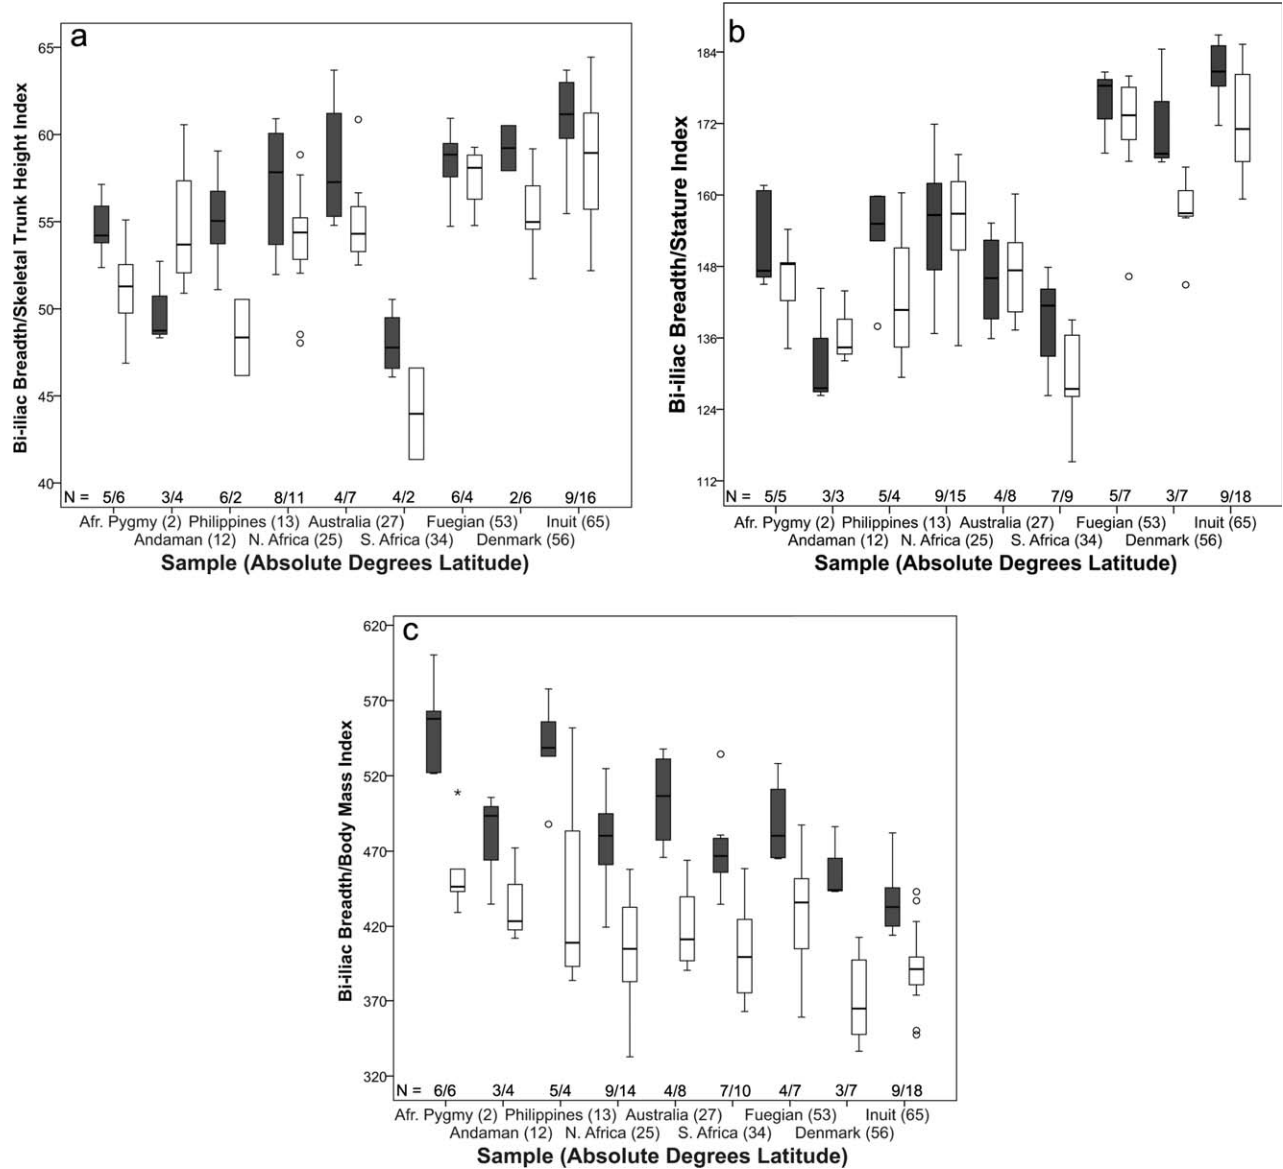 a
Bi-iliac Breadth/Skeletal Trunk Height Index
65
60
55
50
45
40
N = 5/6 3/4 6/2 8/11 4/7 4/2 6/4 2/6 9/16
Afr. Pygmy (2) Philippines (13) Australia (27) Fuegian (53) Inuit (65)
Andaman (12) N. Africa (25) S. Africa (34) Denmark (56)
Sample (Absolute Degrees Latitude)
b
Bi-iliac Breadth/Stature Index
184
172
160
148
136
124
112
N = 5/5 3/3 5/4 9/15 4/8 7/9 5/7 3/7 9/18
Afr. Pygmy (2) Philippines (13) Australia (27) Fuegian (53) Inuit (65)
Andaman (12) N. Africa (25) S. Africa (34) Denmark (56)
Sample (Absolute Degrees Latitude)
c
Bi-iliac Breadth/Body Mass Index
620
570
520
470
420
370
320
N = 6/6 3/4 5/4 9/14 4/8 7/10 4/7 3/7 9/18
Afr. Pygmy (2) Philippines (13) Australia (27) Fuegian (53) Inuit (65)
Andaman (12) N. Africa (25) S. Africa (34) Denmark (56)
Sample (Absolute Degrees Latitude)